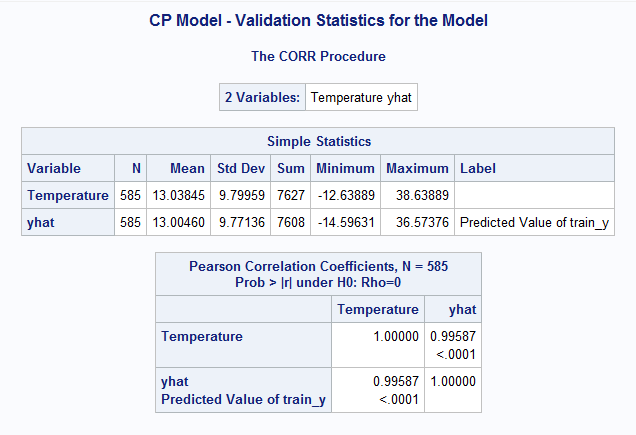 CP Model - Validation Statistics for the Model
The CORR Procedure
2 Variables: Temperature yhat
Simple Statistics
Variable N Mean Std Dev Sum Minimum Maximum Label
Temperature 585 13.03845 9.79959 7627 -12.63889 38.63889
yhat 585 13.00460 9.77136 7608 -14.59631 36.57376 Predicted Value of train_y
Pearson Correlation Coefficients, N = 585
Prob > |r| under H0: Rho=0
Temperature yhat
Temperature 1.00000 0.99587
<.0001
yhat 0.99587 1.00000
Predicted Value of train_y <.0001